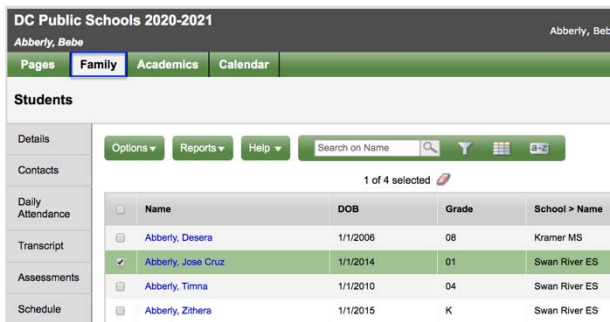 DC Public Schools 2020-2021
Abberly, Bebe
Abberly, Beb
Pages Family Academics Calendar
Students
Details
Contacts
Daily
Attendance
Transcript
Assessments
Schedule
Options Reports Help Search on Name a-z
1 of 4 selected
Name DOB Grade School > Name
Abberly, Desera 1/1/2006 08 Kramer MS
Abberly, Jose Cruz 1/1/2014 01 Swan River ES
Abberly, Timna 1/1/2010 04 Swan River ES
Abberly, Zithera 1/1/2015 K Swan River ES